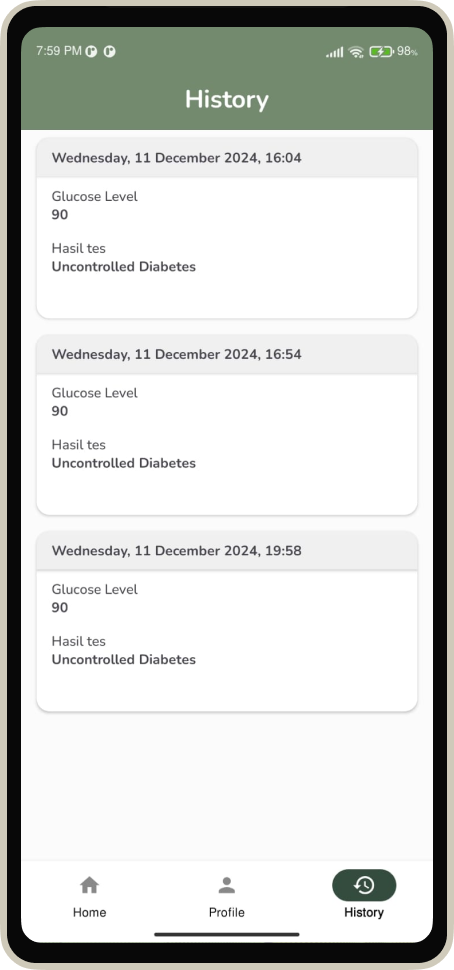 7:59 PM 98%
History
Wednesday, 11 December 2024, 16:04
Glucose Level
90
Hasil tes
Uncontrolled Diabetes
Wednesday, 11 December 2024, 16:54
Glucose Level
90
Hasil tes
Uncontrolled Diabetes
Wednesday, 11 December 2024, 19:58
Glucose Level
90
Hasil tes
Uncontrolled Diabetes
Home Profile History